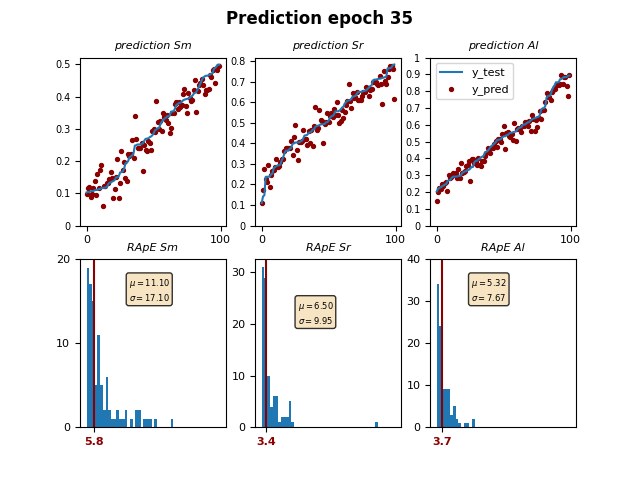 Prediction epoch 35
prediction Sm
prediction Sr
prediction Al
0.5
0.4
0.3
0.2
0.1
0
0.8
0.7
0.6
0.5
0.4
0.3
0.2
0.1
0
1
0.9
0.8
0.7
0.6
0.5
0.4
0.3
0.2
0.1
0
y_test
y_pred
0 100
0 100
0 100
RApE Sm
RApE Sr
RApE Al
20
10
0
30
20
10
0
40
30
20
10
0
μ = 11.10
σ = 17.10
μ = 6.50
σ = 9.95
μ = 5.32
σ = 7.67
5.8
3.4
3.7